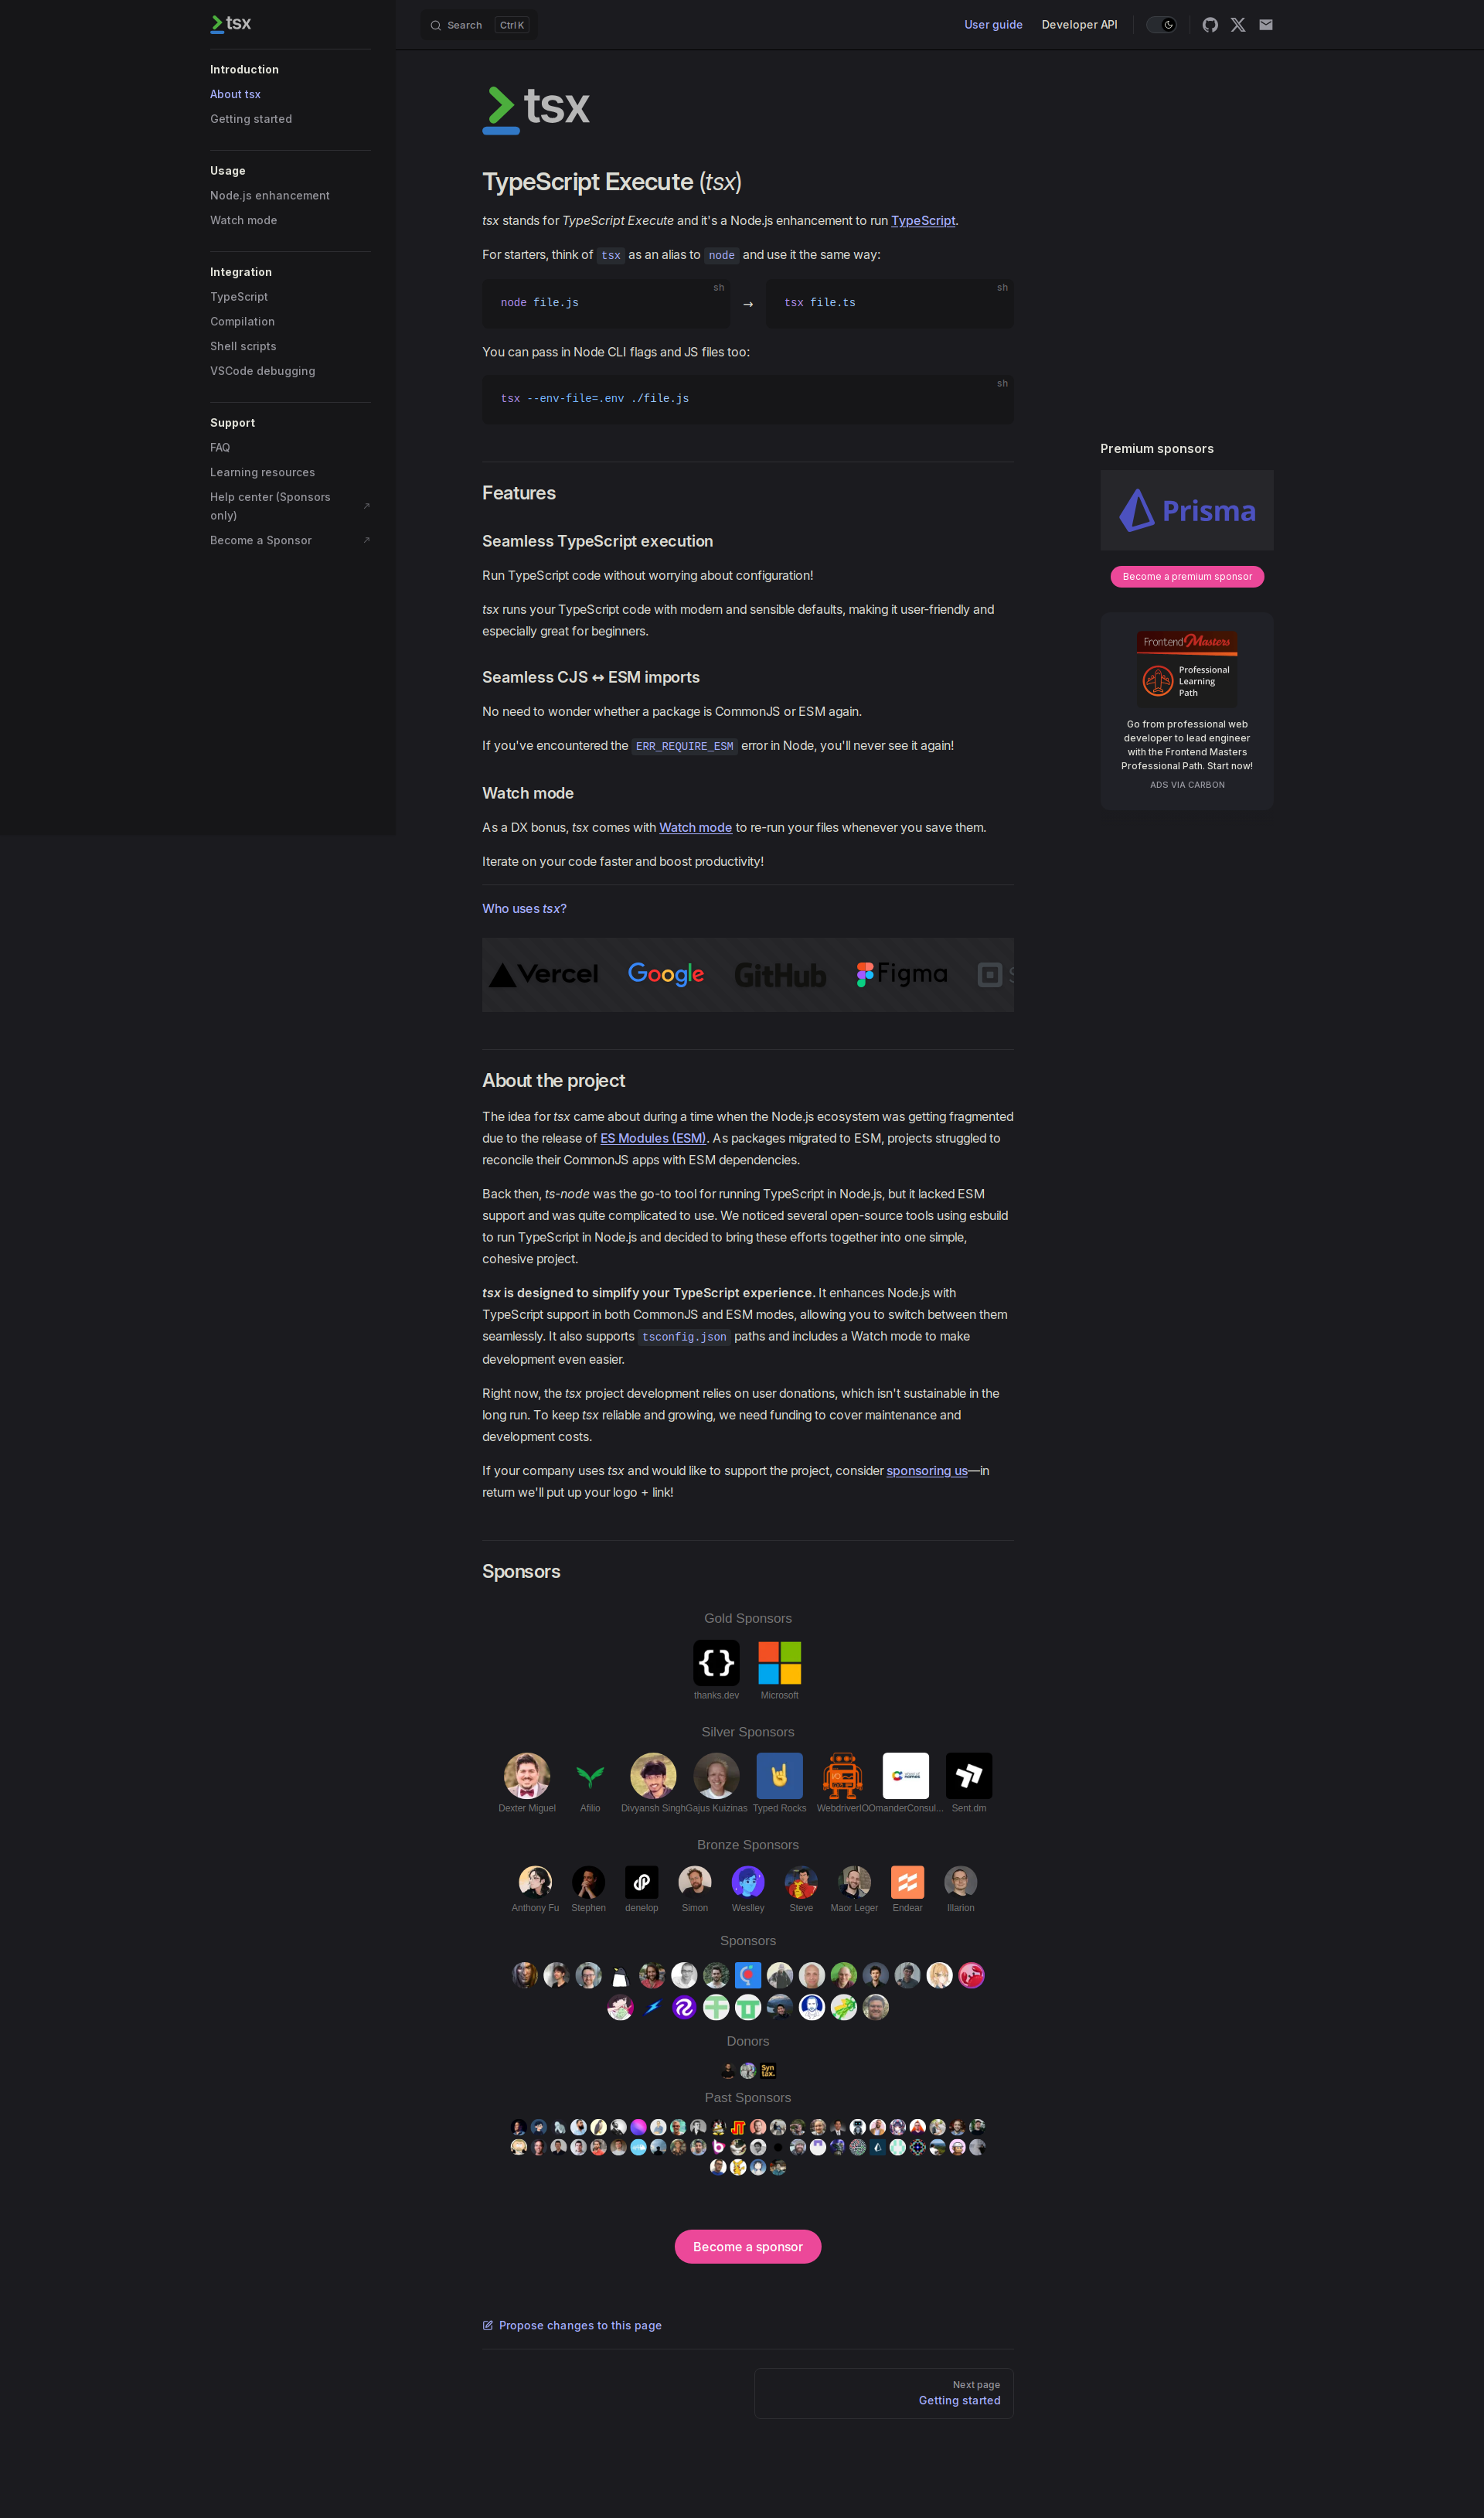 tsx
Search Ctrl K
User guide
Developer API
Introduction
About tsx
Getting started
Usage
Node.js enhancement
Watch mode
Integration
TypeScript
Compilation
Shell scripts
VSCode debugging
Support
FAQ
Learning resources
Help center (Sponsors
only)
Become a Sponsor
tsx
TypeScript Execute (tsx)
tsx stands for TypeScript Execute and it's a Node.js enhancement to run TypeScript.
For starters, think of tsx as an alias to node and use it the same way:
sh
node file.js
→
sh
tsx file.ts
You can pass in Node CLI flags and JS files too:
sh
tsx --env-file=.env ./file.js
Features
Seamless TypeScript execution
Run TypeScript code without worrying about configuration!
tsx runs your TypeScript code with modern and sensible defaults, making it user-friendly and
especially great for beginners.
Seamless CJS ↔ ESM imports
No need to wonder whether a package is CommonJS or ESM again.
If you've encountered the ERR_REQUIRE_ESM error in Node, you'll never see it again!
Watch mode
As a DX bonus, tsx comes with Watch mode to re-run your files whenever you save them.
Iterate on your code faster and boost productivity!
Who uses tsx?
Vercel
Google
GitHub
Figma
S
About the project
The idea for tsx came about during a time when the Node.js ecosystem was getting fragmented
due to the release of ES Modules (ESM). As packages migrated to ESM, projects struggled to
reconcile their CommonJS apps with ESM dependencies.
Back then, ts-node was the go-to tool for running TypeScript in Node.js, but it lacked ESM
support and was quite complicated to use. We noticed several open-source tools using esbuild
to run TypeScript in Node.js and decided to bring these efforts together into one simple,
cohesive project.
tsx is designed to simplify your TypeScript experience. It enhances Node.js with
TypeScript support in both CommonJS and ESM modes, allowing you to switch between them
seamlessly. It also supports tsconfig.json paths and includes a Watch mode to make
development even easier.
Right now, the tsx project development relies on user donations, which isn't sustainable in the
long run. To keep tsx reliable and growing, we need funding to cover maintenance and
development costs.
If your company uses tsx and would like to support the project, consider sponsoring us—in
return we'll put up your logo + link!
Sponsors
Gold Sponsors
{}
thanks.dev
Microsoft
Silver Sponsors
Dexter Miguel
Afilio
Divyansh Singh
Gajus Kuizinas
Typed Rocks
WebdriverIO
OmanderConsul...
Sent.dm
Bronze Sponsors
Anthony Fu
Stephen
denelop
Simon
Weslley
Steve
Maor Leger
Endear
Illarion
Sponsors
Donors
Syn
tax.
Past Sponsors
Become a sponsor
Propose changes to this page
Next page
Getting started
Premium sponsors
Prisma
Become a premium sponsor
Frontend Masters
Professional
Learning
Path
Go from professional web
developer to lead engineer
with the Frontend Masters
Professional Path. Start now!
ADS VIA CARBON